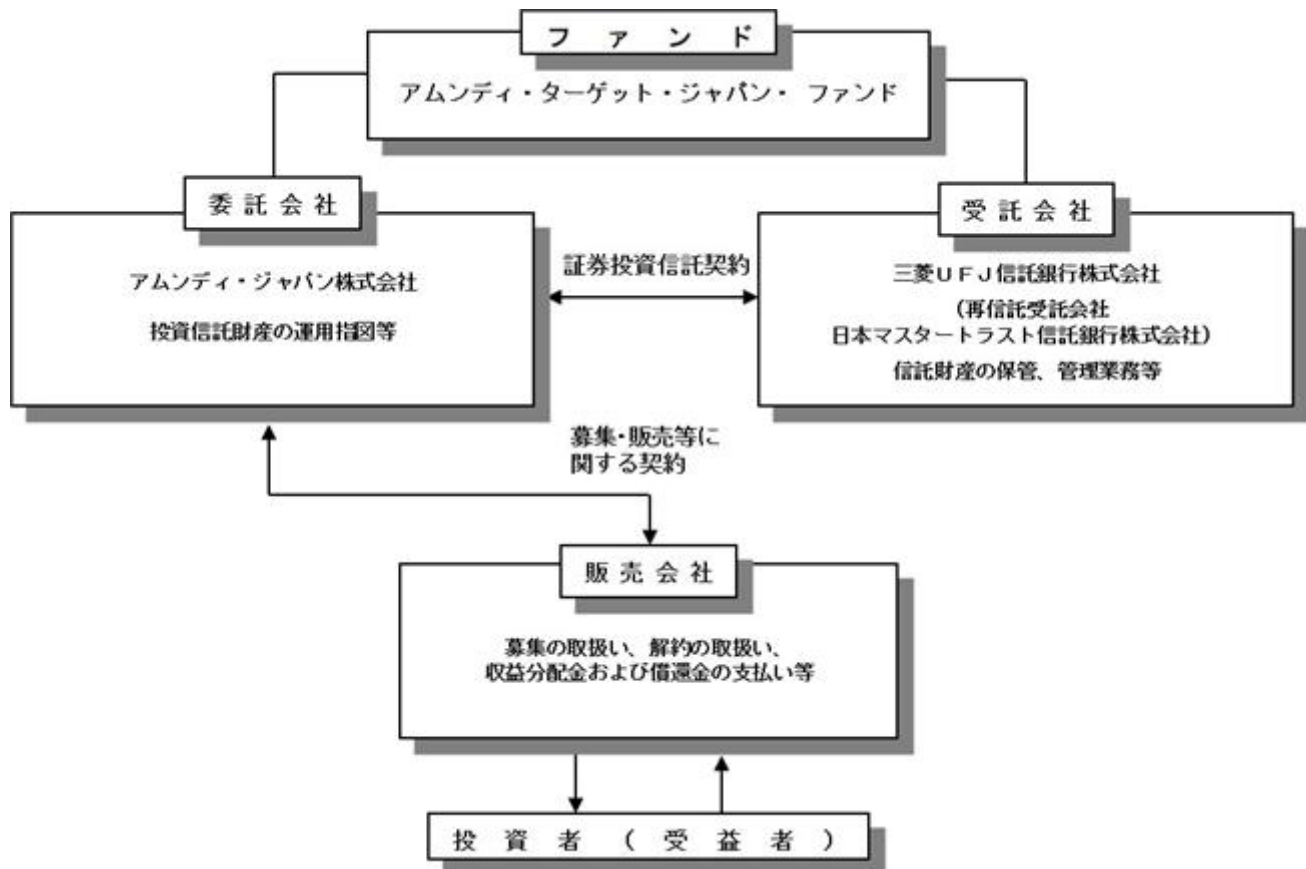 ファンド
アムンディ・ターゲット・ジャパン・ ファンド
委託会社
アムンディ・ジャパン株式会社
投資信託財産の運用指図等
証券投資信託契約
受託会社
三菱UFJ信託銀行株式会社
(再信託受託会社
日本マスタートラスト信託銀行株式会社)
信託財産の保管、管理業務等
募集・販売等に
関する契約
販売会社
募集の取扱い、解約の取扱い、
収益分配金および償還金の支払い等
投資者(受益者)